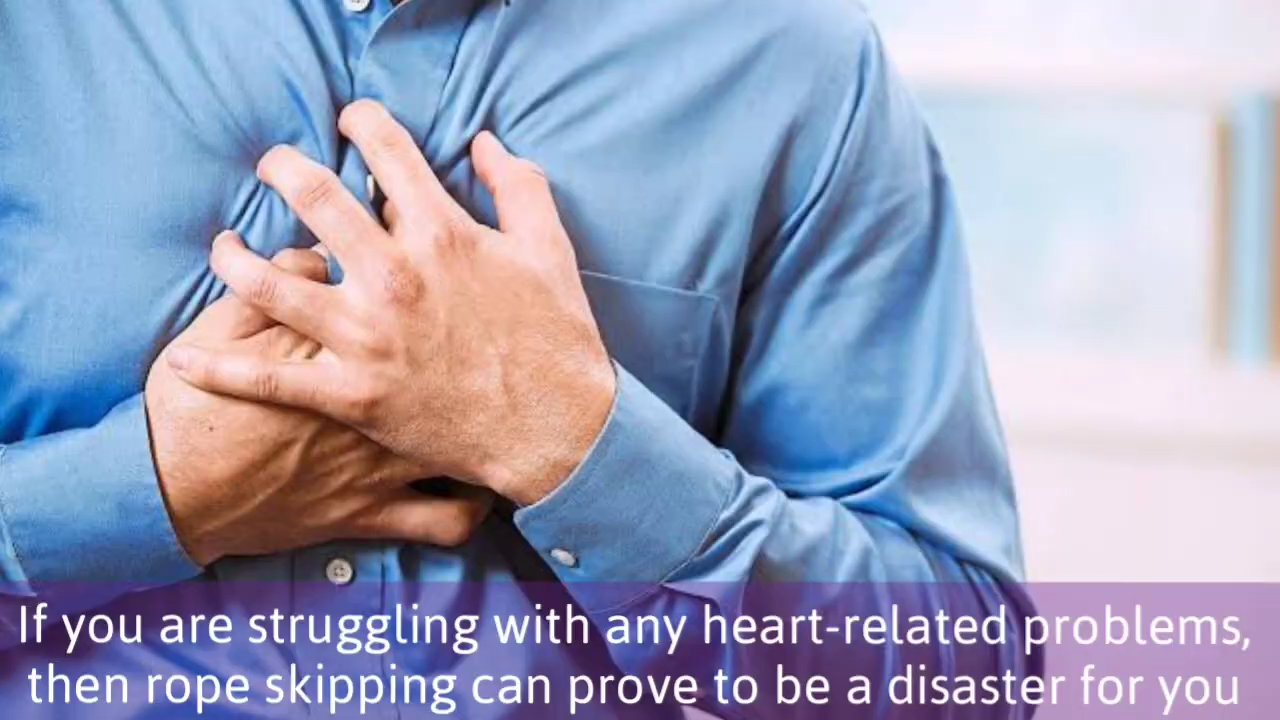 If you are struggling with any heart-related problems,
then rope skipping can prove to be a disaster for you